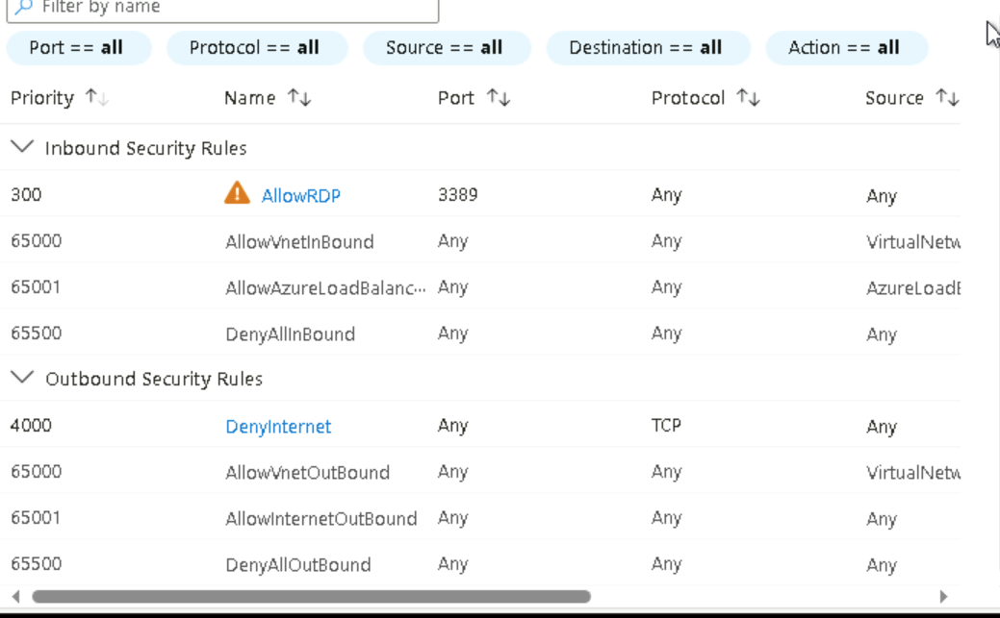 Filter by name
Port == all Protocol == all Source == all Destination == all Action == all
Priority Name Port Protocol Source
Inbound Security Rules
300 AllowRDP 3389 Any Any
65000 AllowVnetInBound Any Any VirtualNetw
65001 AllowAzureLoadBalanc... Any Any AzureLoadB
65500 DenyAllInBound Any Any Any
Outbound Security Rules
4000 DenyInternet Any TCP Any
65000 AllowVnetOutBound Any Any VirtualNetw
65001 AllowInternetOutBound Any Any Any
65500 DenyAllOutBound Any Any Any